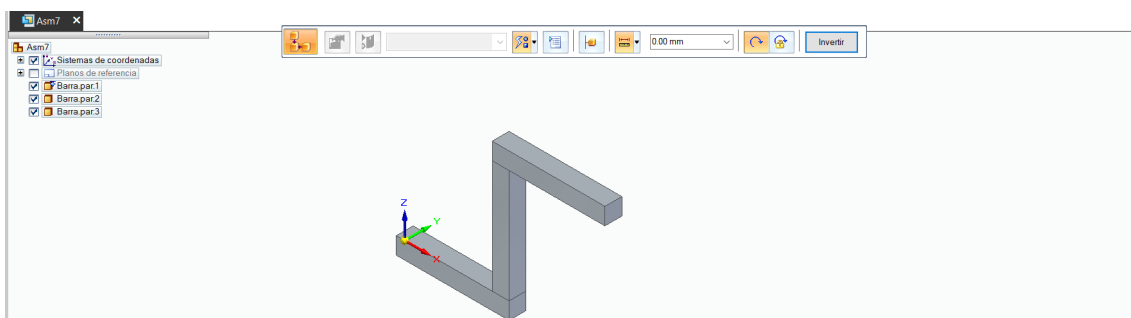 Asm7
0.00 mm
Invertir
Asm7
Sistemas de coordenadas
Planos de referencia
Barra.par:1
Barra.par:2
Barra.par:3
Z
Y
X